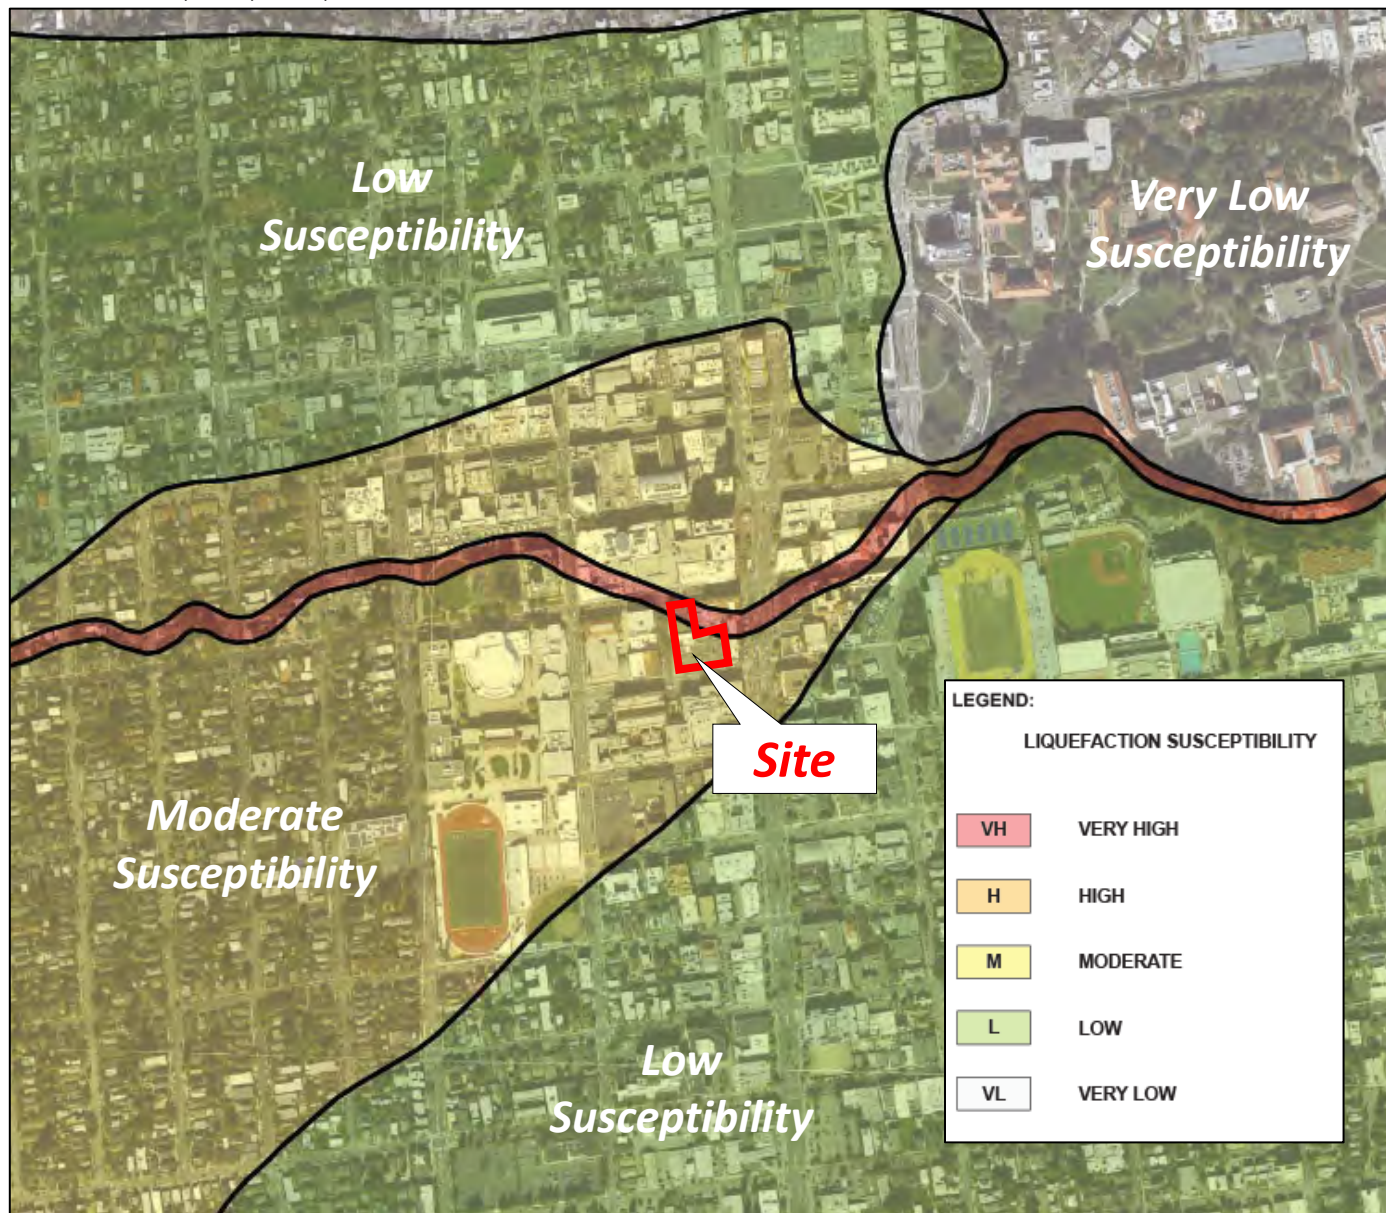 Low
Susceptibility
Very Low
Susceptibility
Site
Moderate
Susceptibility
Low
Susceptibility
LEGEND:
LIQUEFACTION SUSCEPTIBILITY
VH VERY HIGH
H HIGH
M MODERATE
L LOW
VL VERY LOW